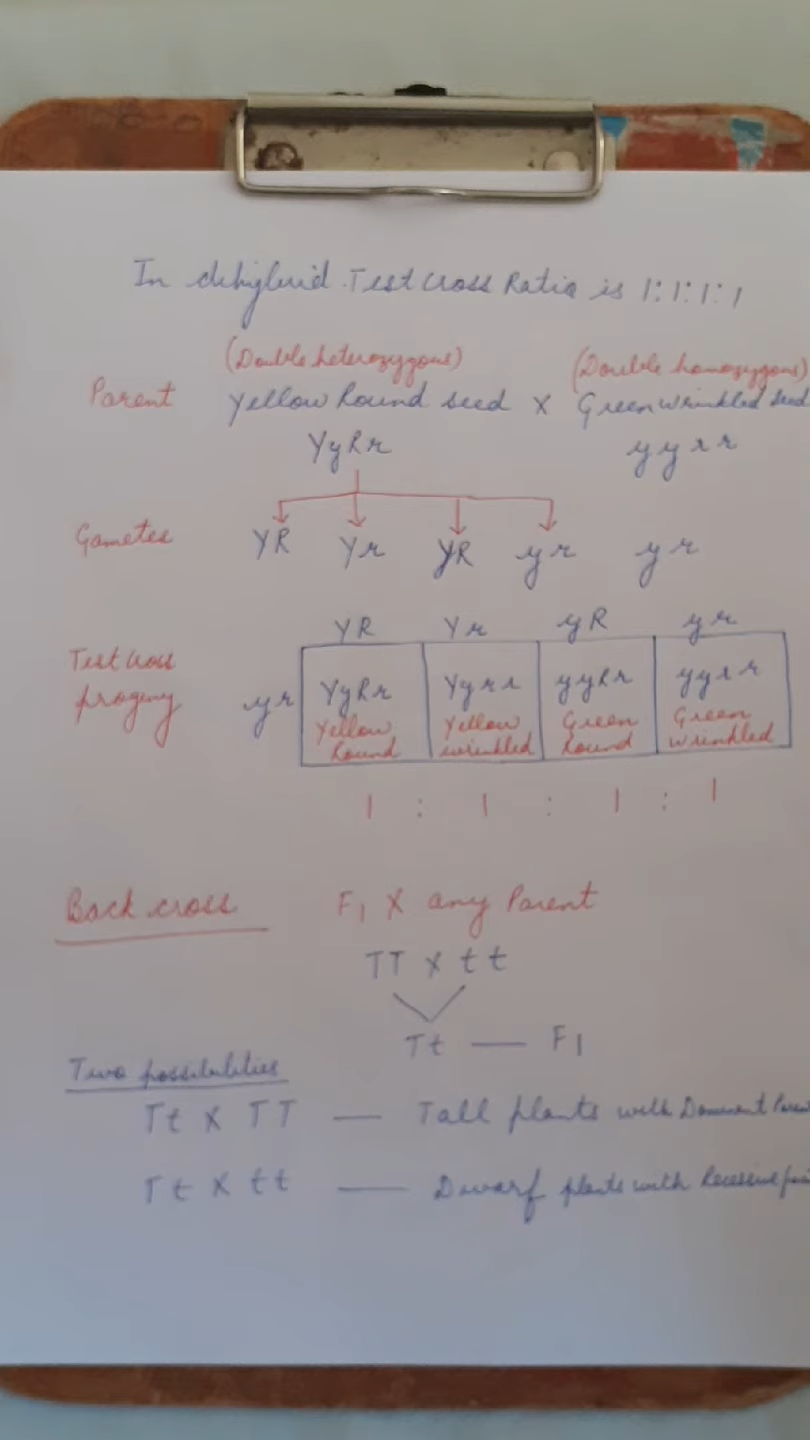 In dihybrid Test cross Ratio is 1:1:1:1
(Double heterozygous) (Double homozygous)
Parent Yellow Round seed X Green wrinkled seed
YyRr yyrr
Gametes YR Yr yR yr yr
YR Yr yR yr
Test cross progeny yr YyRr Yyrr yyRr yyrr
Yellow Round Yellow wrinkled Green Round Green wrinkled
1 : 1 : 1 : 1
Back cross F1 X any Parent
TT X tt
Tt — F1
Two possibilities
Tt X TT — Tall plants with Dominent
Tt X tt — Dwarf plants with